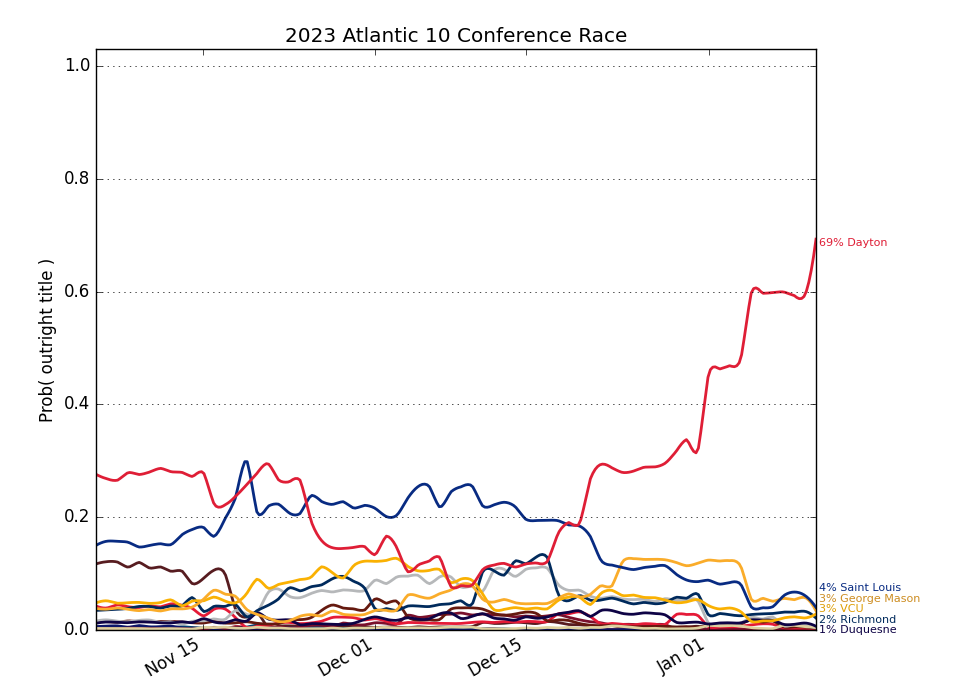 2023 Atlantic 10 Conference Race
Prob( outright title )
1.0
0.8
0.6
0.4
0.2
0.0
Nov 15
Dec 01
Dec 15
Jan 01
69% Dayton
4% Saint Louis
3% George Mason
3% VCU
2% Richmond
1% Duquesne